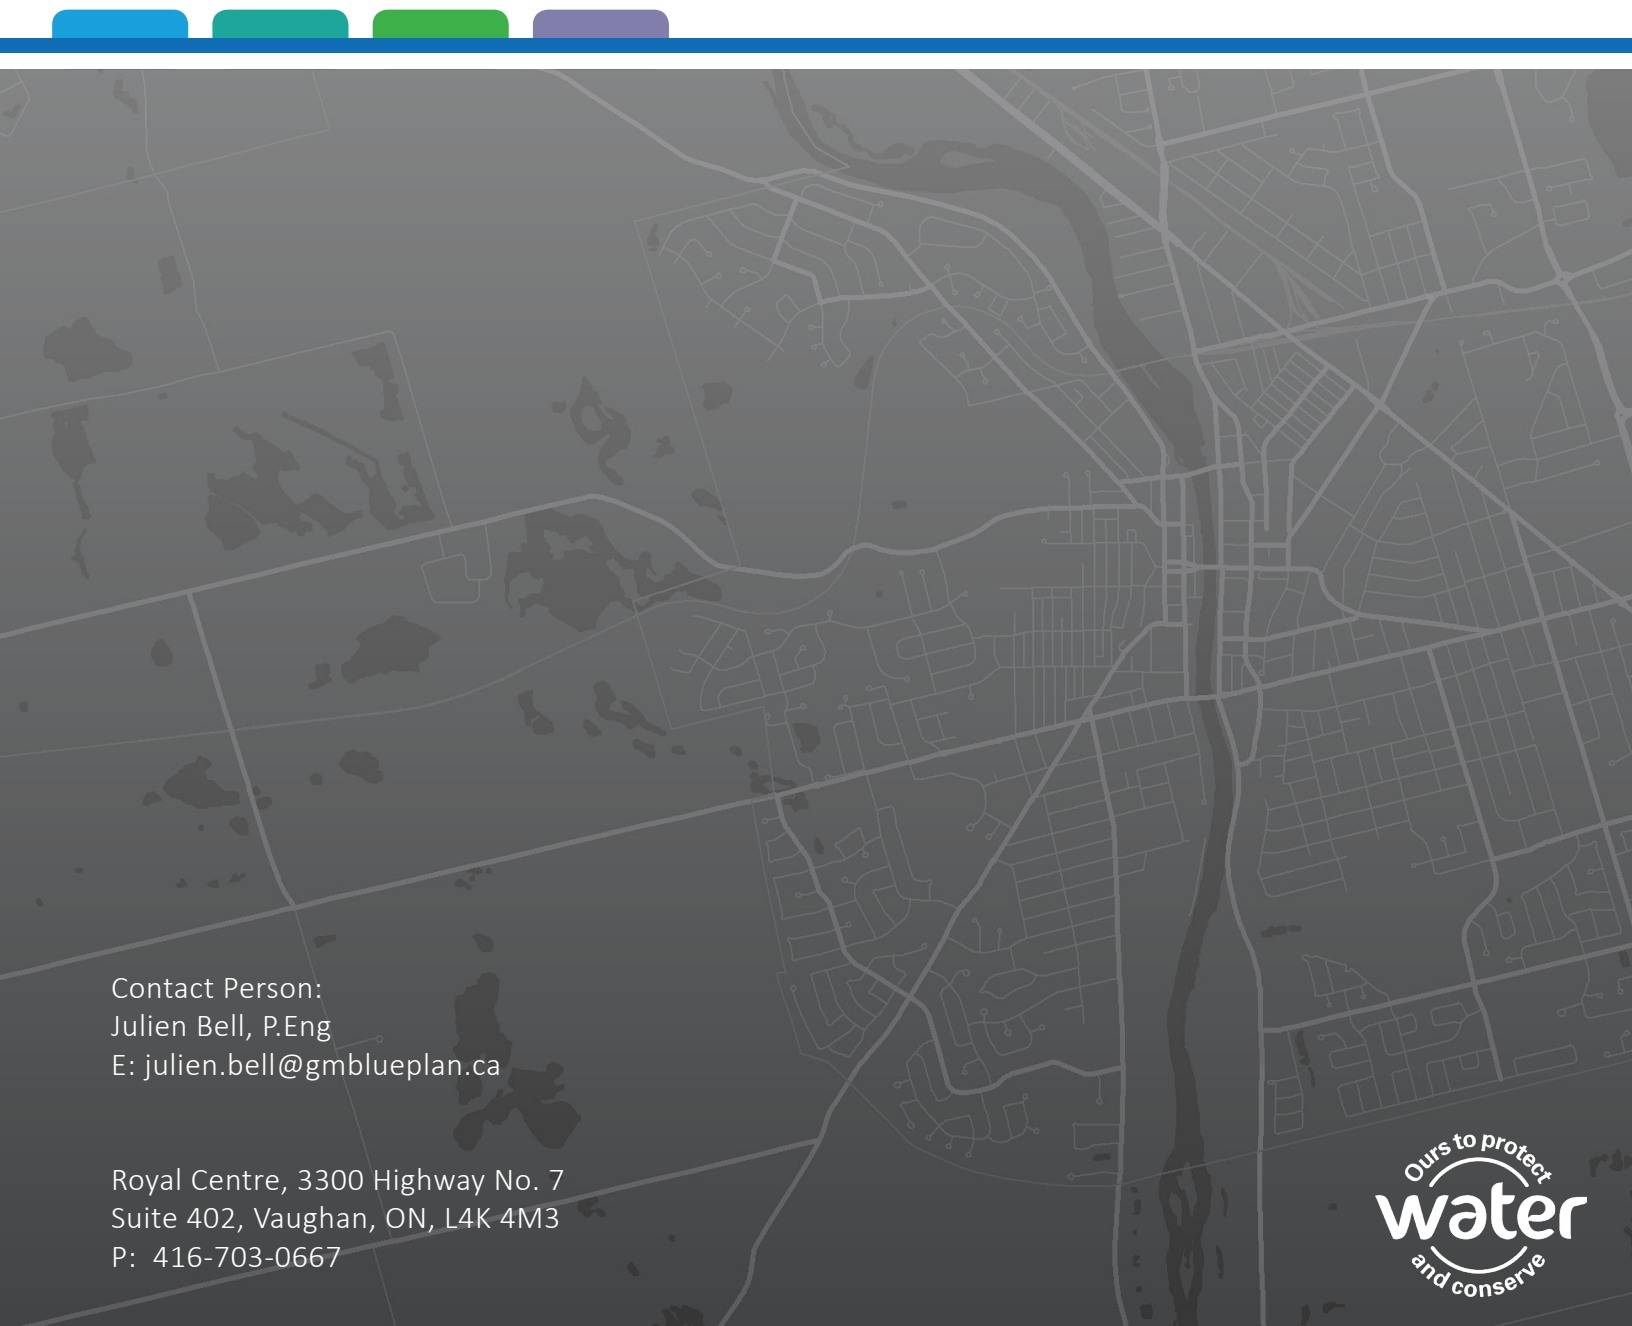 Contact Person:
Julien Bell, P.Eng
E: julien.bell@gmblueplan.ca
Royal Centre, 3300 Highway No. 7
Suite 402, Vaughan, ON, L4K 4M3
P:  416-703-0667
Ours to protect
water
and conserve